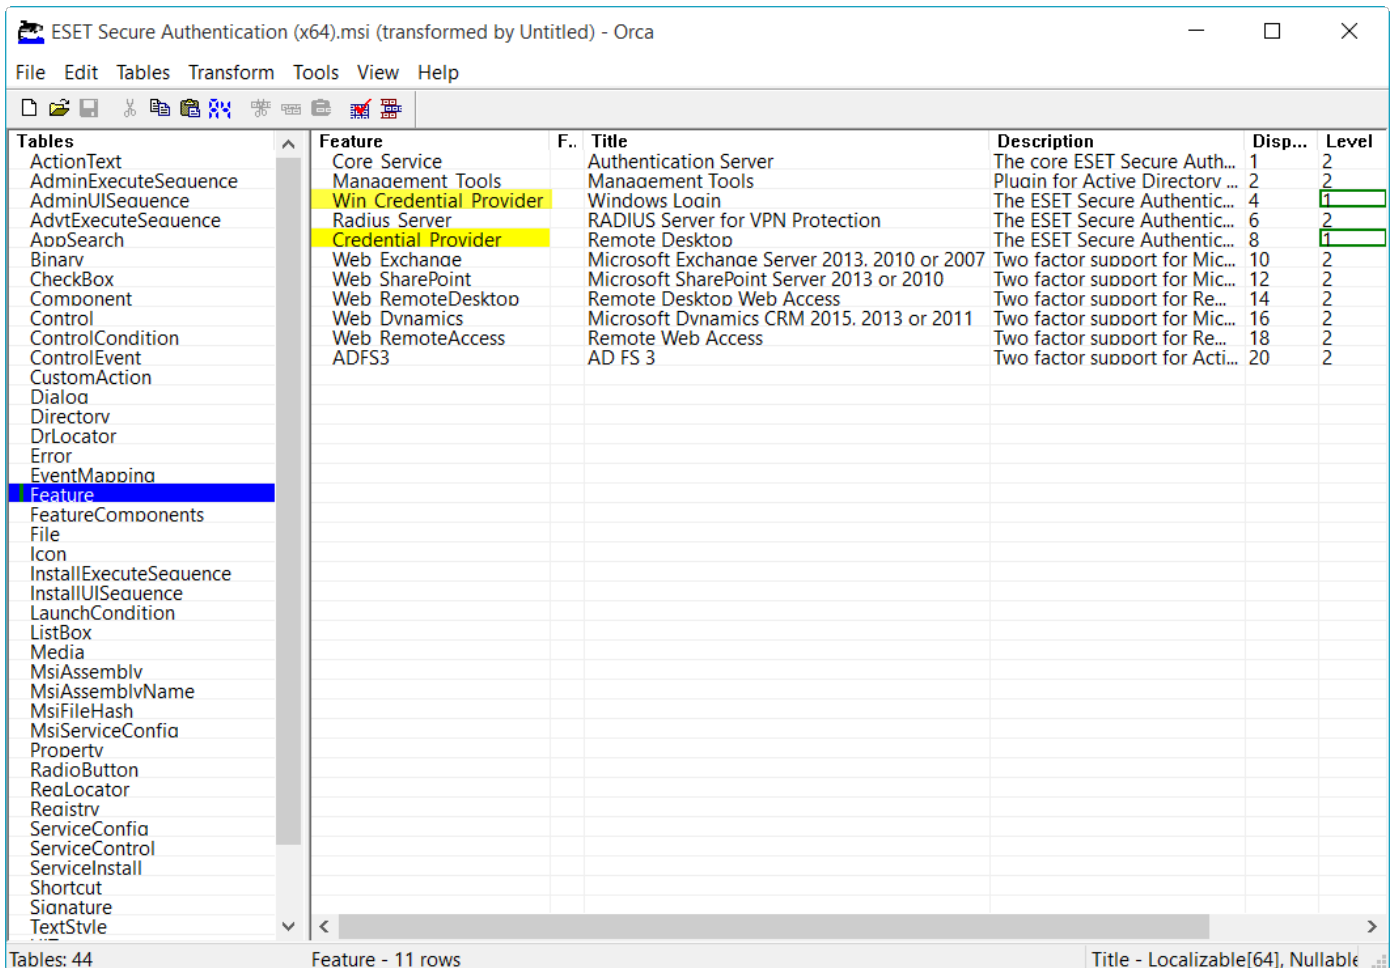 ESET Secure Authentication (x64).msi (transformed by Untitled) - Orca
File Edit Tables Transform Tools View Help
Tables
ActionText
AdminExecuteSequence
AdminUISequence
AdvtExecuteSequence
AppSearch
Binary
CheckBox
Component
Control
ControlCondition
ControlEvent
CustomAction
Dialog
Directory
DrLocator
Error
EventMapping
Feature
FeatureComponents
File
Icon
InstallExecuteSequence
InstallUISequence
LaunchCondition
ListBox
Media
MsiAssembly
MsiAssemblyName
MsiFileHash
MsiServiceConfig
Property
RadioButton
RegLocator
Registry
ServiceConfig
ServiceControl
ServiceInstall
Shortcut
Signature
TextStyle
Feature F.. Title Description Disp... Level
Core_Service Authentication Server The core ESET Secure Auth... 1 2
Management_Tools Management Tools Plugin for Active Directory ... 2 2
Win_Credential_Provider Windows Login The ESET Secure Authentic... 4 1
Radius_Server RADIUS Server for VPN Protection The ESET Secure Authentic... 6 2
Credential_Provider Remote Desktop The ESET Secure Authentic... 8 1
Web_Exchange Microsoft Exchange Server 2013, 2010 or 2007 Two factor support for Mic... 10 2
Web_SharePoint Microsoft SharePoint Server 2013 or 2010 Two factor support for Mic... 12 2
Web_RemoteDesktop Remote Desktop Web Access Two factor support for Re... 14 2
Web_Dynamics Microsoft Dynamics CRM 2015, 2013 or 2011 Two factor support for Mic... 16 2
Web_RemoteAccess Remote Web Access Two factor support for Re... 18 2
ADFS3 AD FS 3 Two factor support for Acti... 20 2
Tables: 44 Feature - 11 rows Title - Localizable[64], Nullable